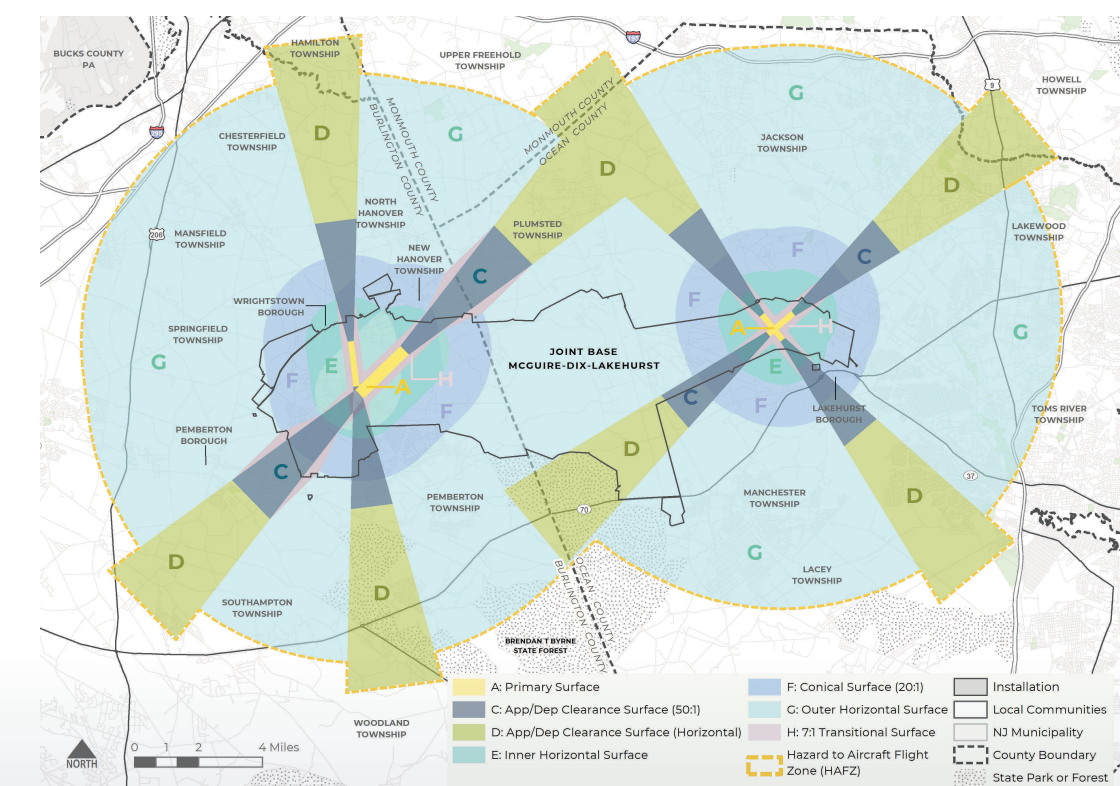 HAMILTON
TOWNSHIP
BUCKS COUNTY
PA
UPPER FREEHOLD
TOWNSHIP
HOWELL
TOWNSHIP
9
G
MONMOUTH COUNTY
BURLINGTON COUNTY
MONMOUTH COUNTY
OCEAN COUNTY
CHESTERFIELD
TOWNSHIP
D
G
JACKSON
TOWNSHIP
D
D
NORTH
HANOVER
TOWNSHIP
206
MANSFIELD
TOWNSHIP
PLUMSTED
TOWNSHIP
LAKEWOOD
TOWNSHIP
NEW
HANOVER
TOWNSHIP
F
C
C
WRIGHTSTOWN
BOROUGH
F
SPRINGFIELD
TOWNSHIP
A
H
G
JOINT BASE
MCGUIRE-DIX-LAKEHURST
G
E
E
F
H
A
F
C
F
LAKEHURST
BOROUGH
TOMS RIVER
TOWNSHIP
PEMBERTON
BOROUGH
D
C
37
PEMBERTON
TOWNSHIP
MANCHESTER
TOWNSHIP
D
70
G
D
LACEY
TOWNSHIP
D
SOUTHAMPTON
TOWNSHIP
OCEAN COUNTY
BURLINGTON COUNTY
BRENDAN T BYRNE
STATE FOREST
WOODLAND
TOWNSHIP
NORTH
0 1 2 4 Miles
A: Primary Surface
C: App/Dep Clearance Surface (50:1)
D: App/Dep Clearance Surface (Horizontal)
E: Inner Horizontal Surface
F: Conical Surface (20:1)
G: Outer Horizontal Surface
H: 7:1 Transitional Surface
Hazard to Aircraft Flight
Zone (HAFZ)
Installation
Local Communities
NJ Municipality
County Boundary
State Park or Forest